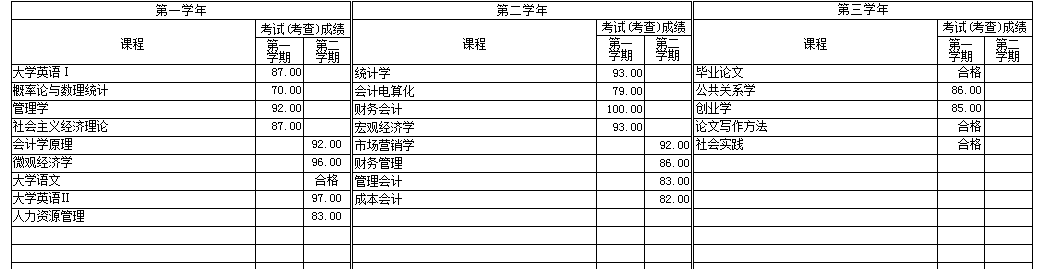 第一学年 第二学年 第三学年
课程 考试(考查)成绩 课程 考试(考查)成绩 课程 考试(考查)成绩
第一学期 第二学期 第一学期 第二学期 第一学期 第二学期
大学英语Ⅰ 87.00 统计学 93.00 毕业论文 合格
概率论与数理统计 70.00 会计电算化 79.00 公共关系学 86.00
管理学 92.00 财务会计 100.00 创业学 85.00
社会主义经济理论 87.00 宏观经济学 93.00 论文写作方法 合格
会计学原理 92.00 市场营销学 92.00 社会实践 合格
微观经济学 96.00 财务管理 86.00
大学语文 合格 管理会计 83.00
大学英语Ⅱ 97.00 成本会计 82.00
人力资源管理 83.00